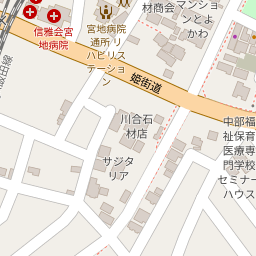 信雅会宮
地病院
宮地病院
通所リ
ハビリス
テーショ
ン
材商会
マンショ
ンとよか
わ
姫街道
川合石
材店
サジタ
リア
中部福
祉保育
医療専
門学校
セミナー
ハウス